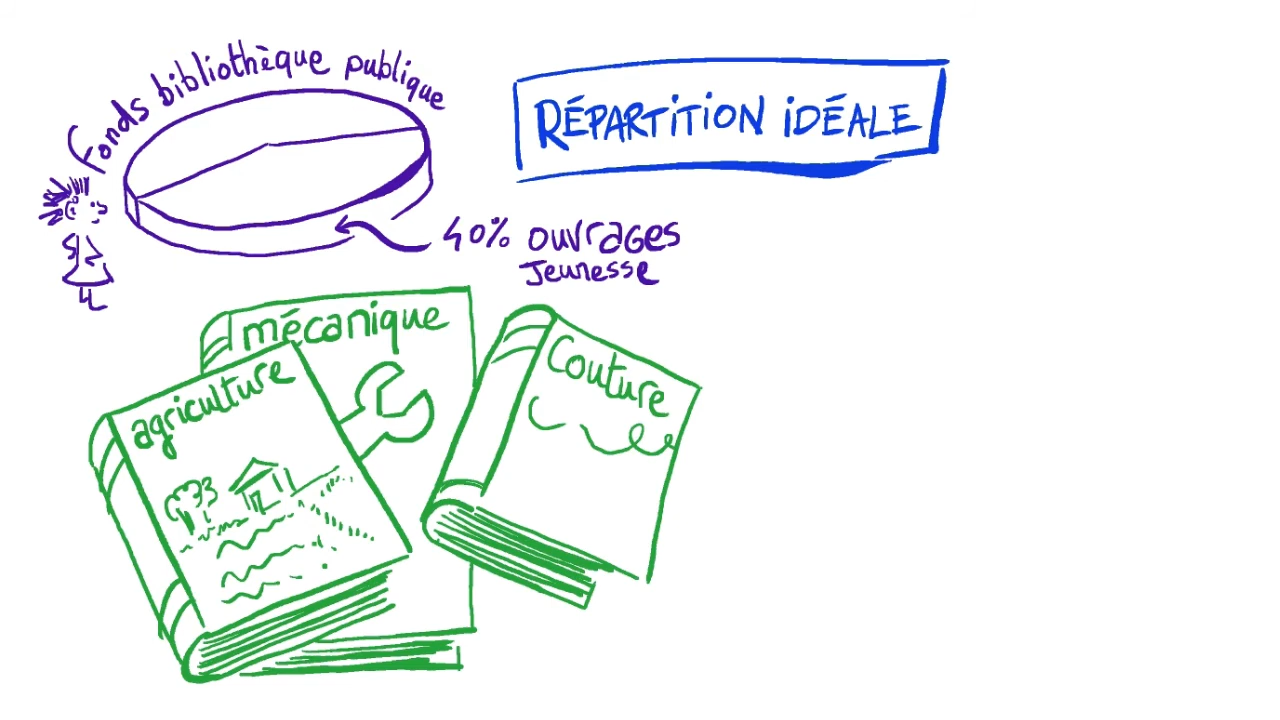 Fonds bibliothèque publique
RÉPARTITION IDÉALE
40% ouvrages
Jeunesse
mécanique
agriculture
Couture